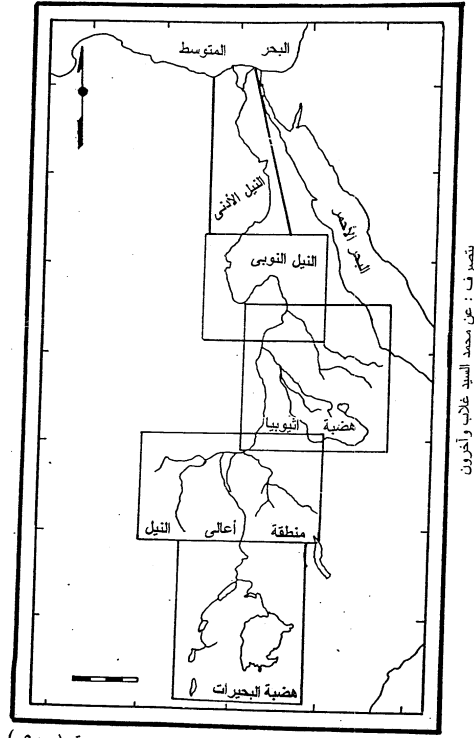 البحر المتوسط
البحر الأحمر
النيل الأدنى
النيل النوبى
هضبة اثيوبيا
منطقة أعالى النيل
هضبة البحيرات
بتصرف : عن محمد السيد غلاب وآخرون